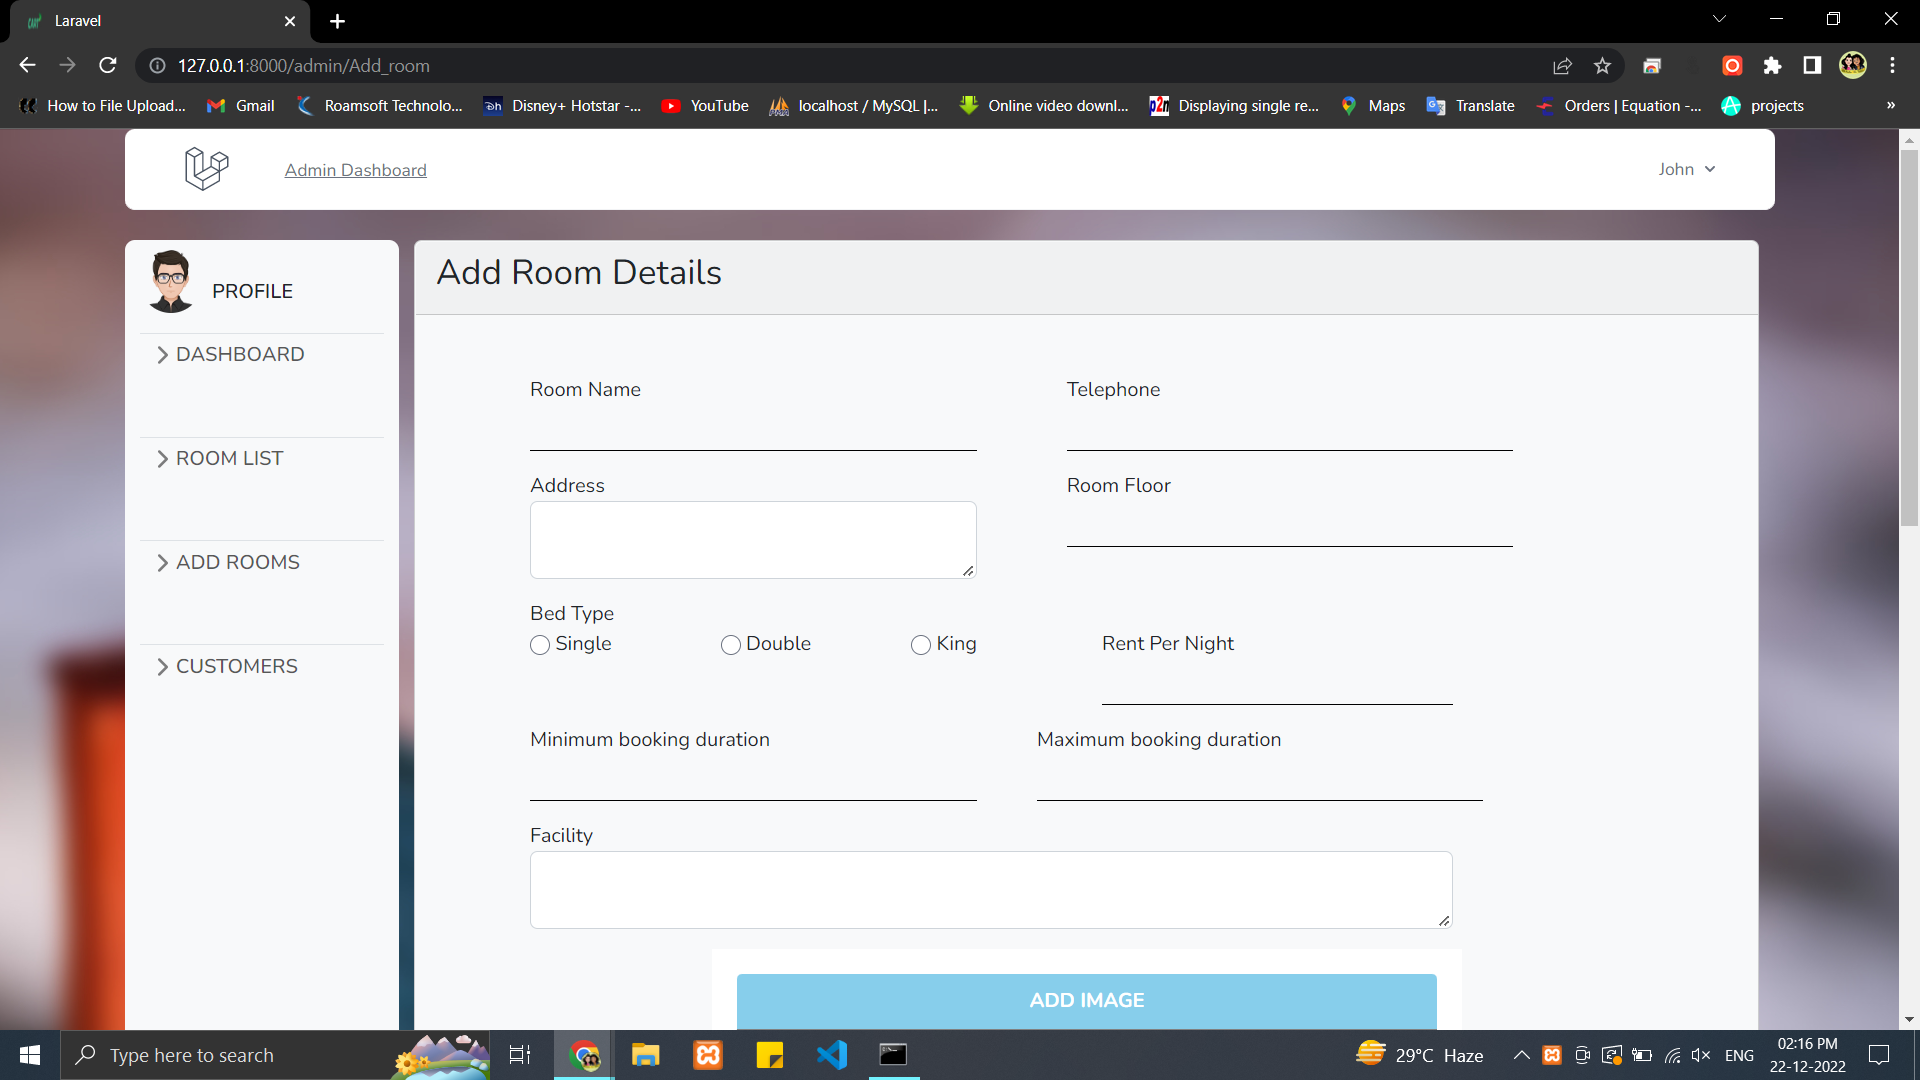 Laravel
127.0.0.1:8000/admin/Add_room
How to File Upload...
Gmail
Roamsoft Technolo...
Disney+ Hotstar -...
YouTube
localhost / MySQL |...
Online video downl...
Displaying single re...
Maps
Translate
Orders | Equation -...
projects
»
Admin Dashboard
John
PROFILE
DASHBOARD
ROOM LIST
ADD ROOMS
CUSTOMERS
Add Room Details
Room Name
Telephone
Address
Room Floor
Bed Type
Single
Double
King
Rent Per Night
Minimum booking duration
Maximum booking duration
Facility
ADD IMAGE
Type here to search
29°C Haze
ENG
02:16 PM
22-12-2022